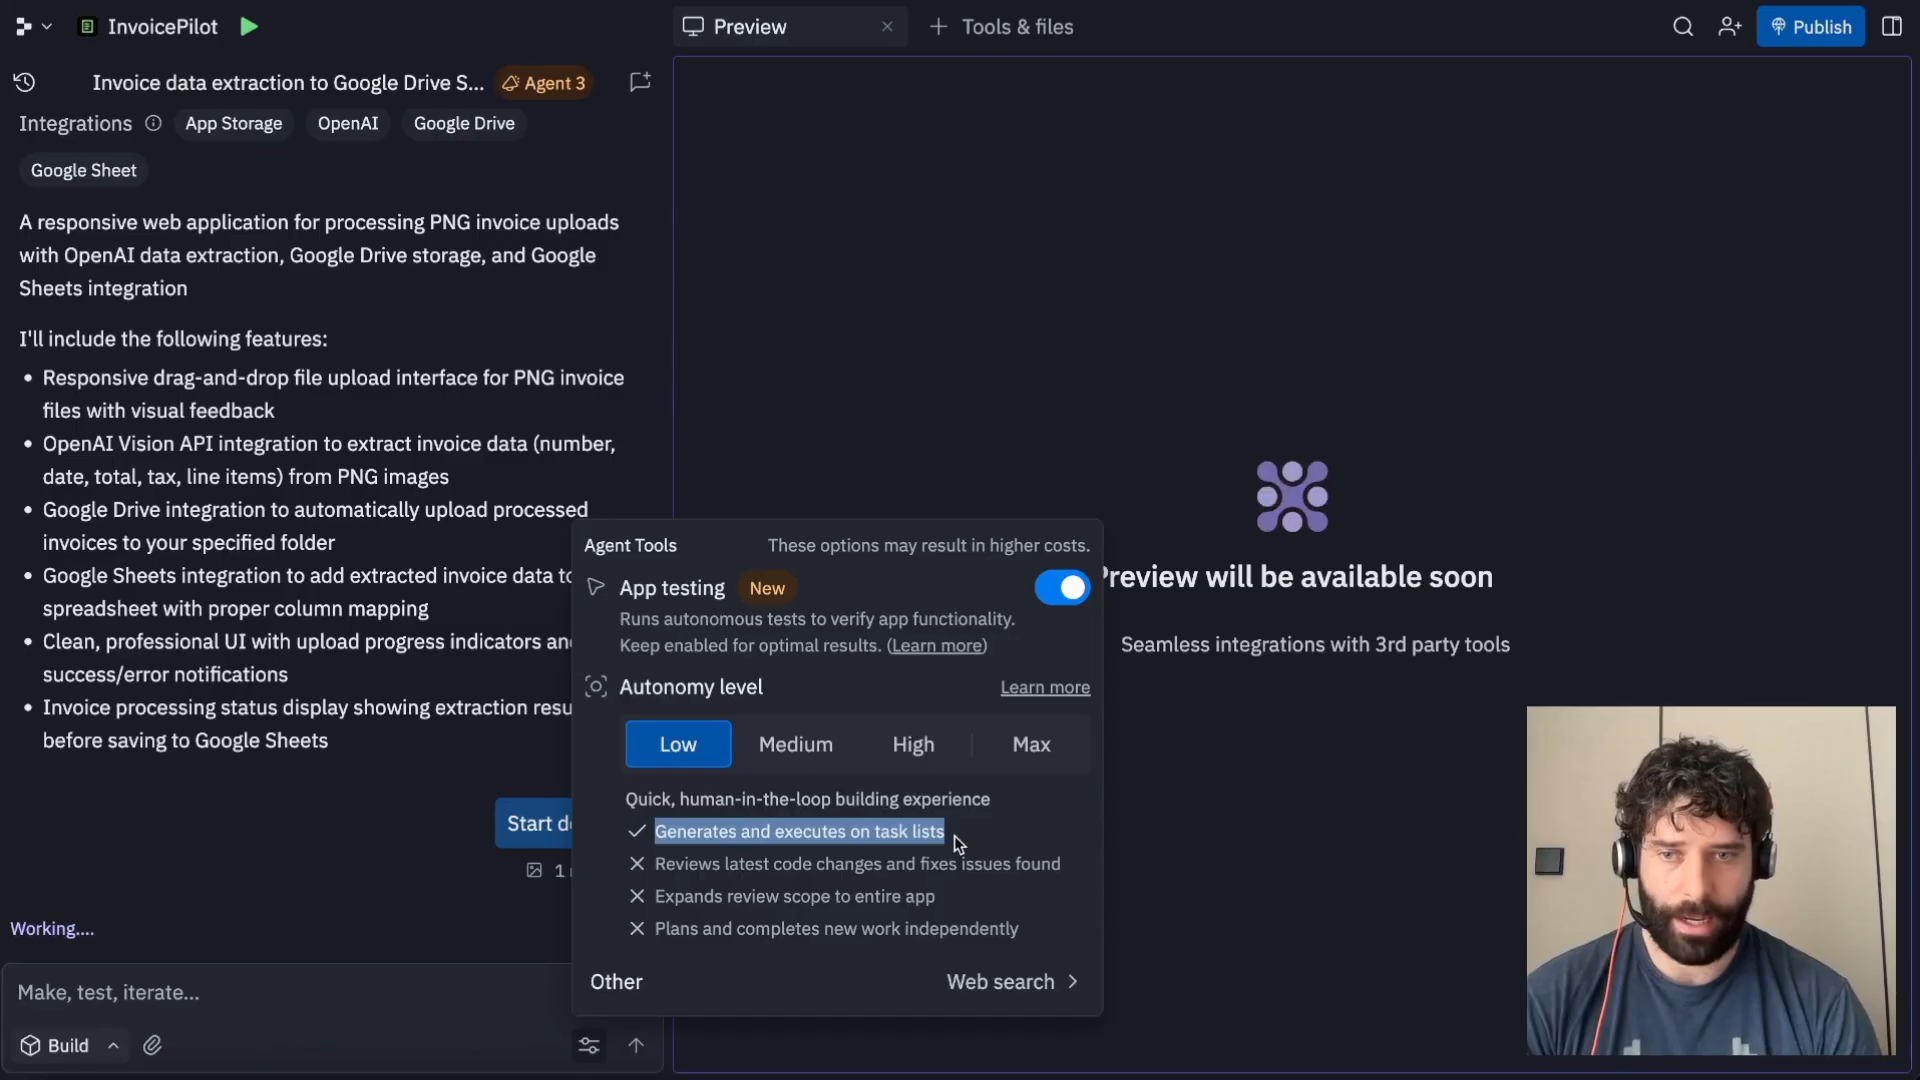 InvoicePilot
Preview
Tools & files
Publish
Invoice data extraction to Google Drive S...
Agent 3
Integrations
App Storage
OpenAI
Google Drive
Google Sheet
A responsive web application for processing PNG invoice uploads
with OpenAI data extraction, Google Drive storage, and Google
Sheets integration
I'll include the following features:
• Responsive drag-and-drop file upload interface for PNG invoice
files with visual feedback
• OpenAI Vision API integration to extract invoice data (number,
date, total, tax, line items) from PNG images
• Google Drive integration to automatically upload processed
invoices to your specified folder
• Google Sheets integration to add extracted invoice data to
spreadsheet with proper column mapping
• Clean, professional UI with upload progress indicators and
success/error notifications
• Invoice processing status display showing extraction resu
before saving to Google Sheets
Start d
1
Working....
Make, test, iterate...
Build
Agent Tools
These options may result in higher costs.
App testing
New
Runs autonomous tests to verify app functionality.
Keep enabled for optimal results. (Learn more)
Autonomy level
Learn more
Low
Medium
High
Max
Quick, human-in-the-loop building experience
Generates and executes on task lists
Reviews latest code changes and fixes issues found
Expands review scope to entire app
Plans and completes new work independently
Other
Web search
Preview will be available soon
Seamless integrations with 3rd party tools